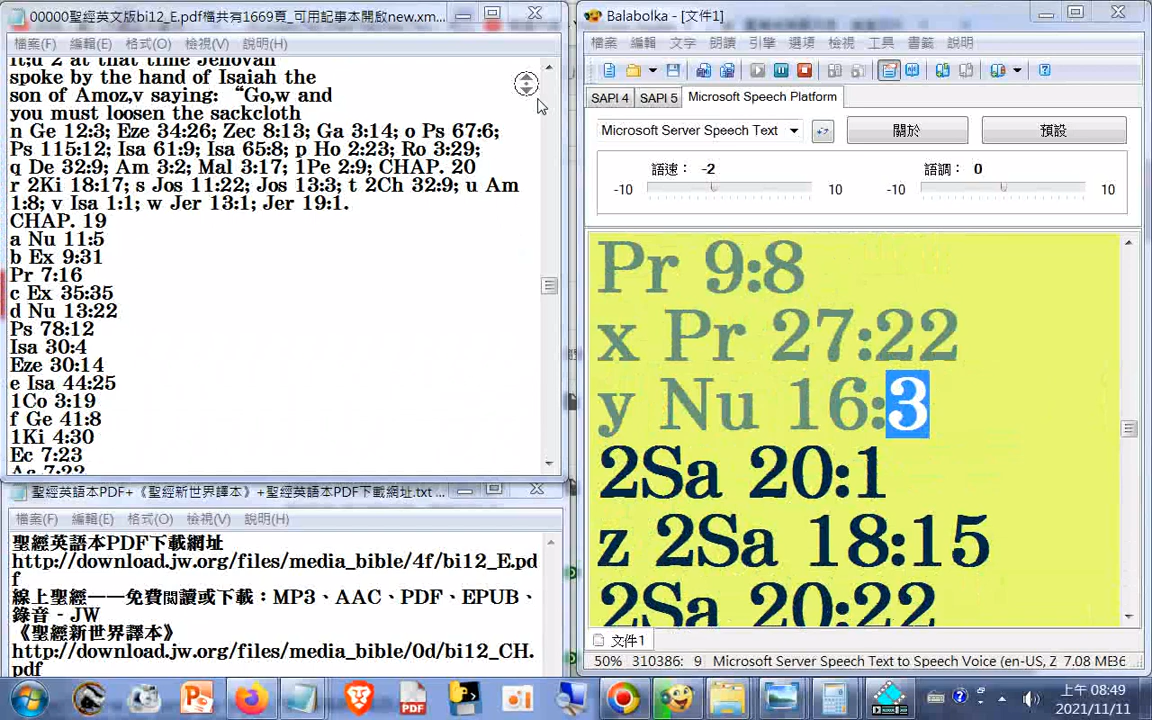 00000聖經英文版bi12_E.pdf檔共有1669頁_可用記事本開啟new.xm...
檔案(F) 編輯(E) 格式(O) 檢視(V) 說明(H)
It;u 2 at that time Jehovah
spoke by the hand of Isaiah the
son of Amoz,v saying: “Go,w and
you must loosen the sackcloth
n Ge 12:3; Eze 34:26; Zec 8:13; Ga 3:14; o Ps 67:6;
Ps 115:12; Isa 61:9; Isa 65:8; p Ho 2:23; Ro 3:29;
q De 32:9; Am 3:2; Mal 3:17; 1Pe 2:9; CHAP. 20
r 2Ki 18:17; s Jos 11:22; Jos 13:3; t 2Ch 32:9; u Am
1:8; v Isa 1:1; w Jer 13:1; Jer 19:1.
CHAP. 19
a Nu 11:5
b Ex 9:31
Pr 7:16
c Ex 35:35
d Nu 13:22
Ps 78:12
Isa 30:4
Eze 30:14
e Isa 44:25
1Co 3:19
f Ge 41:8
1Ki 4:30
Ec 7:23
Ac 7:22
聖經英語本PDF+《聖經新世界譯本》+聖經英語本PDF下載網址.txt ...
檔案(F) 編輯(E) 格式(O) 檢視(V) 說明(H)
聖經英語本PDF下載網址
http://download.jw.org/files/media_bible/4f/bi12_E.pd
f
線上聖經——免費閱讀或下載：MP3、AAC、PDF、EPUB、
錄音 - JW
《聖經新世界譯本》
http://download.jw.org/files/media_bible/0d/bi12_CH.
pdf
Balabolka - [文件1]
檔案 編輯 文字 朗讀 引擎 選項 檢視 工具 書籤 說明
SAPI 4 SAPI 5 Microsoft Speech Platform
Microsoft Server Speech Text 關於 預設
語速： -2 語調： 0
-10 10 -10 10
Pr 9:8
x Pr 27:22
y Nu 16:3
2Sa 20:1
z 2Sa 18:15
2Sa 20:22
文件1
50% 310386: 9 Microsoft Server Speech Text to Speech Voice (en-US, Z 7.08 MB
上午 08:49
2021/11/11